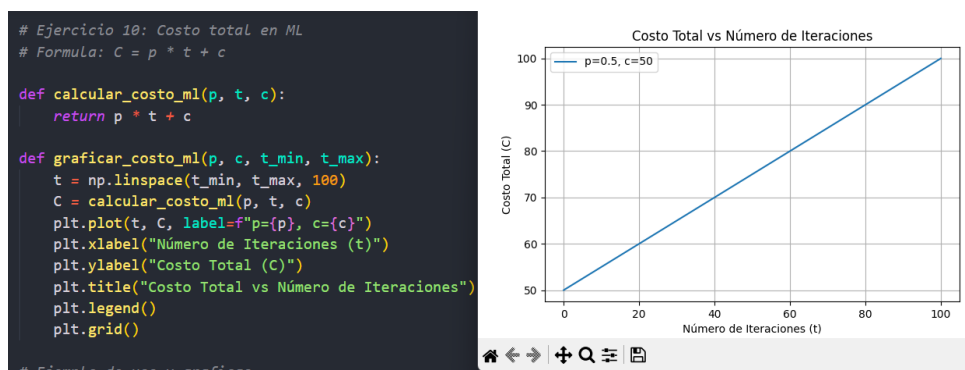 # Ejercicio 10: Costo total en ML
# Formula: C = p * t + c
def calcular_costo_ml(p, t, c):
    return p * t + c
def graficar_costo_ml(p, c, t_min, t_max):
    t = np.linspace(t_min, t_max, 100)
    C = calcular_costo_ml(p, t, c)
    plt.plot(t, C, label=f"p={p}, c={c}")
    plt.xlabel("Número de Iteraciones (t)")
    plt.ylabel("Costo Total (C)")
    plt.title("Costo Total vs Número de Iteraciones")
    plt.legend()
    plt.grid()
Costo Total vs Número de Iteraciones
p=0.5, c=50
Costo Total (C)
100
90
80
70
60
50
0 20 40 60 80 100
Número de Iteraciones (t)